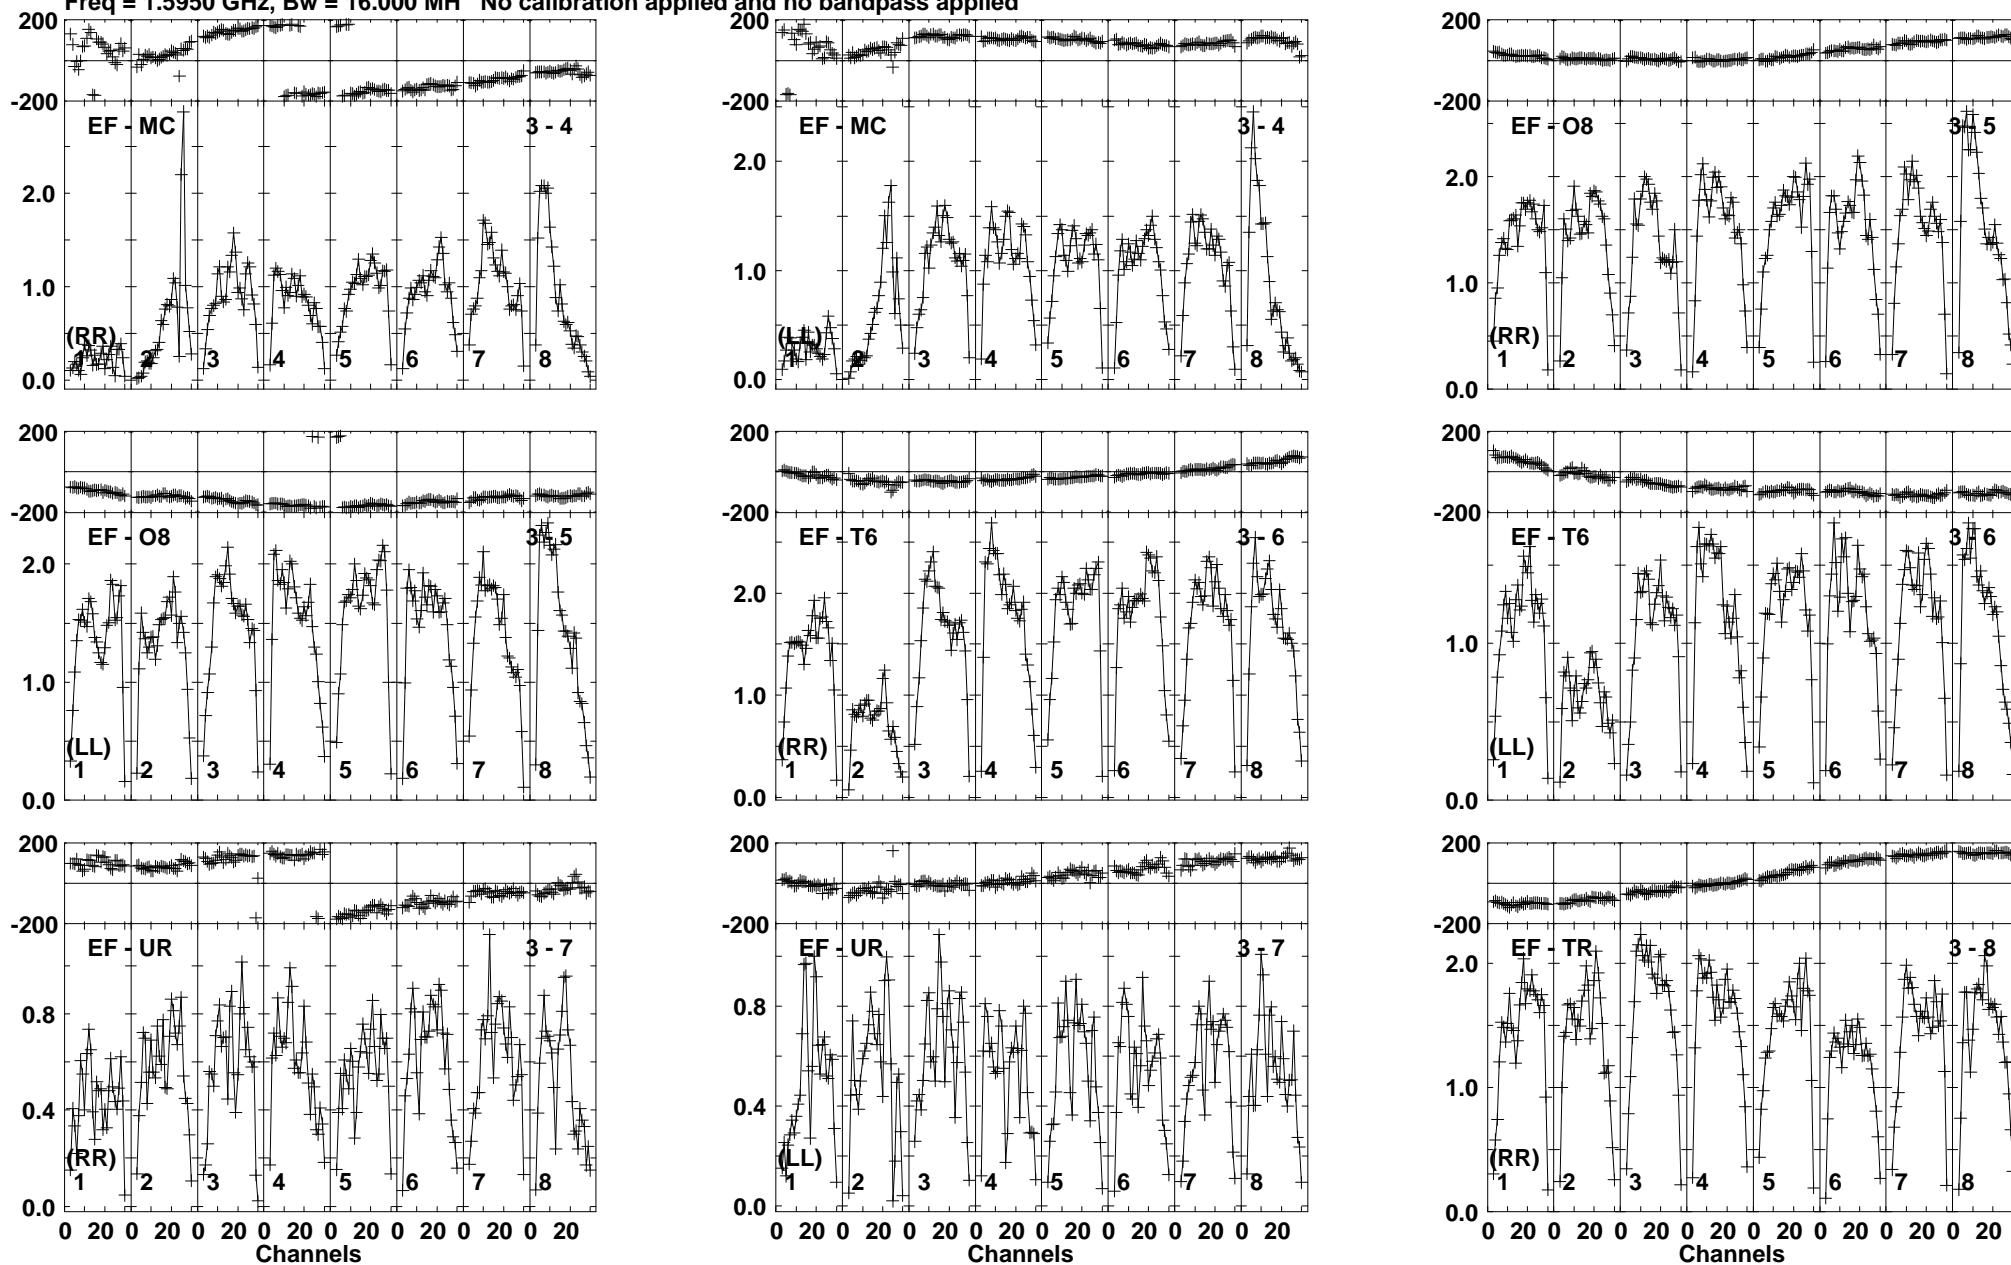 Freq = 1.5950 GHz, Bw = 16.000 MH No calibration applied and no bandpass applied
200 200 200
-200 -200 -200
EF - MC 3 - 4 EF - MC 3 - 4 EF - O8 3 - 5
2.0 2.0 2.0
1.0 1.0 1.0
(RR) (LL) (RR)
1 2 3 4 5 6 7 8 1 2 3 4 5 6 7 8 1 2 3 4 5 6 7 8
0.0 0.0 0.0
200 200 200
-200 -200 -200
EF - O8 3 - 5 EF - T6 3 - 6 EF - T6 3 - 6
2.0 2.0
1.0 1.0 1.0
(LL) (RR) (LL)
1 2 3 4 5 6 7 8 1 2 3 4 5 6 7 8 1 2 3 4 5 6 7 8
0.0 0.0 0.0
200 200 200
-200 -200 -200
EF - UR 3 - 7 EF - UR 3 - 7 EF - TR 3 - 8
0.8 0.8 2.0
0.4 0.4 1.0
(RR) (LL) (RR)
1 2 3 4 5 6 7 8 1 2 3 4 5 6 7 8 1 2 3 4 5 6 7 8
0.0 0.0 0.0
0 20 0 20 0 20 0 20 0 20 0 20 0 20 0 20 0 20 0 20 0 20 0 20 0 20 0 20 0 20 0 20 0 20 0 20 0 20 0 20 0 20 0 20 0 20 0 20
Channels Channels Channels